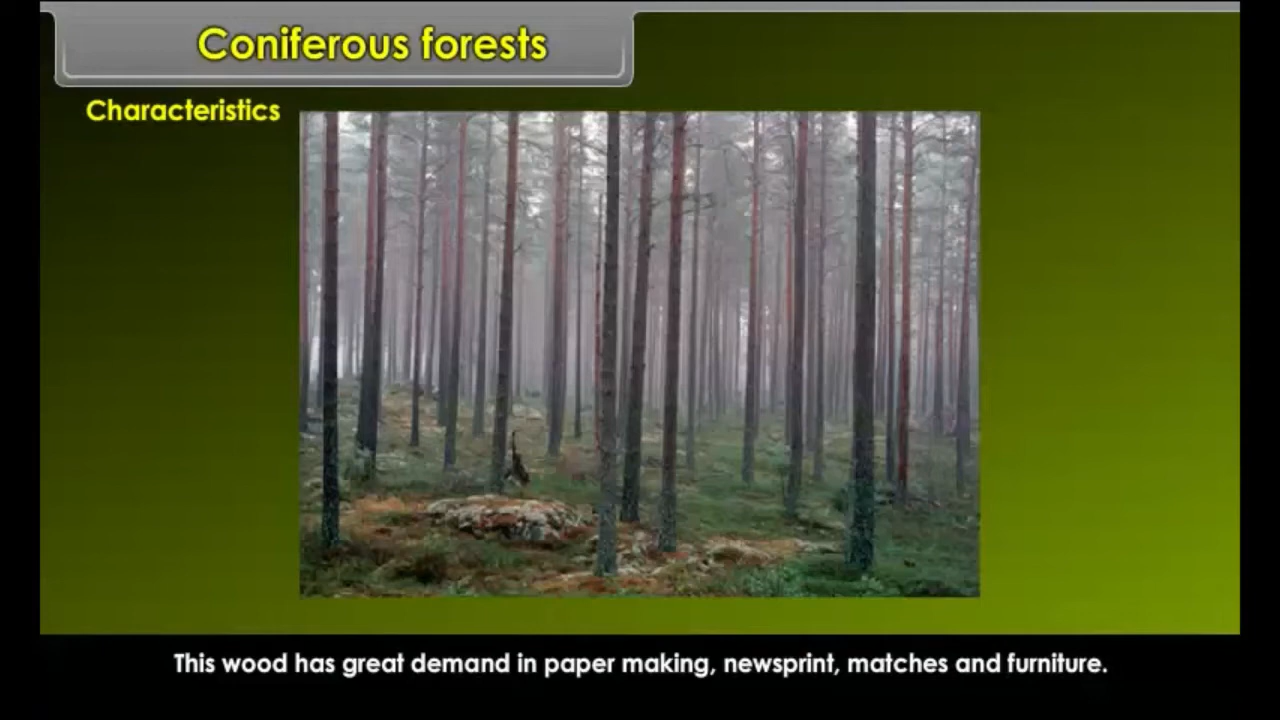 Coniferous forests
Characteristics
This wood has great demand in paper making, newsprint, matches and furniture.